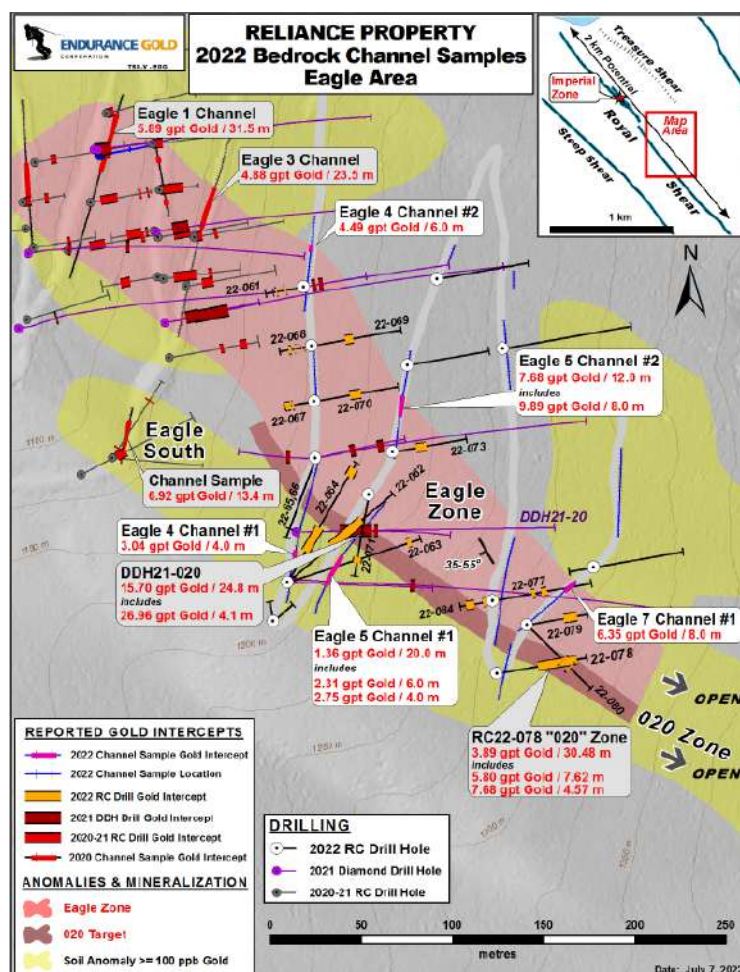 ENDURANCE GOLD
CORPORATION
TSX.V - EDG
RELIANCE PROPERTY
2022 Bedrock Channel Samples
Eagle Area
Treasure shear
2 km Potential
Imperial
Zone
Royal
Shear
Map
Area
Steep shear
1 km
N
Eagle 1 Channel
5.89 gpt Gold / 31.5 m
Eagle 3 Channel
4.88 gpt Gold / 23.5 m
Eagle 4 Channel #2
4.49 gpt Gold / 6.0 m
22-061
22-068
22-069
Eagle 5 Channel #2
7.68 gpt Gold / 12.0 m
includes
9.89 gpt Gold / 8.0 m
22-067
22-070
22-073
Eagle
South
Channel Sample
6.92 gpt Gold / 13.4 m
22-064
22-062
Eagle
Zone
22-65,66
DDH21-20
Eagle 4 Channel #1
3.04 gpt Gold / 4.0 m
22-071
22-063
35-55°
DDH21-020
15.70 gpt Gold / 24.8 m
includes
26.96 gpt Gold / 4.1 m
22-077
22-084
Eagle 7 Channel #1
6.35 gpt Gold / 8.0 m
22-079
Eagle 5 Channel #1
1.36 gpt Gold / 20.0 m
includes
2.31 gpt Gold / 6.0 m
2.75 gpt Gold / 4.0 m
22-078
22-080
OPEN
020 Zone
OPEN
RC22-078 "020" Zone
3.89 gpt Gold / 30.48 m
includes
5.80 gpt Gold / 7.62 m
7.68 gpt Gold / 4.57 m
1200 m
REPORTED GOLD INTERCEPTS
2022 Channel Sample Gold Intercept
2022 Channel Sample Location
2022 RC Drill Gold Intercept
2021 DDH Drill Gold Intercept
2020-21 RC Drill Gold Intercept
2020 Channel Sample Gold Intercept
ANOMALIES & MINERALIZATION
Eagle Zone
020 Target
Soil Anomaly >= 100 ppb Gold
DRILLING
2022 RC Drill Hole
2021 Diamond Drill Hole
2020-21 RC Drill Hole
0 50 100 150 200 250
metres